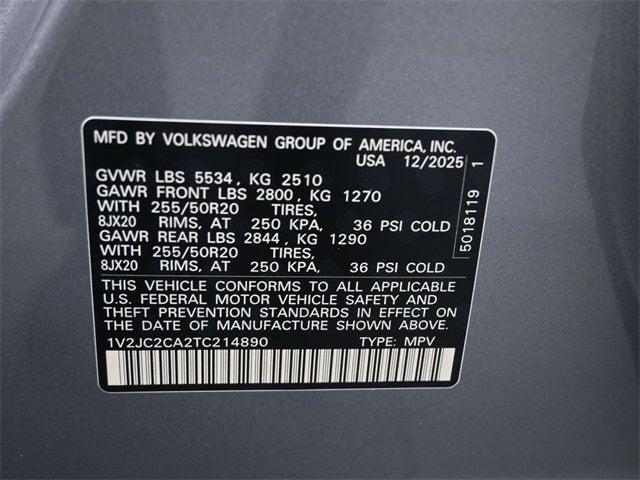 MFD BY VOLKSWAGEN GROUP OF AMERICA, INC.
USA 12/2025
GVWR LBS 5534, KG 2510
GAWR FRONT LBS 2800, KG 1270
WITH 255/50R20 TIRES,
8JX20 RIMS, AT 250 KPA, 36 PSI COLD
GAWR REAR LBS 2844, KG 1290
WITH 255/50R20 TIRES,
8JX20 RIMS, AT 250 KPA, 36 PSI COLD
THIS VEHICLE CONFORMS TO ALL APPLICABLE
U.S. FEDERAL MOTOR VEHICLE SAFETY AND
THEFT PREVENTION STANDARDS IN EFFECT ON
THE DATE OF MANUFACTURE SHOWN ABOVE.
1V2JC2CA2TC214890 TYPE: MPV
5018119 1